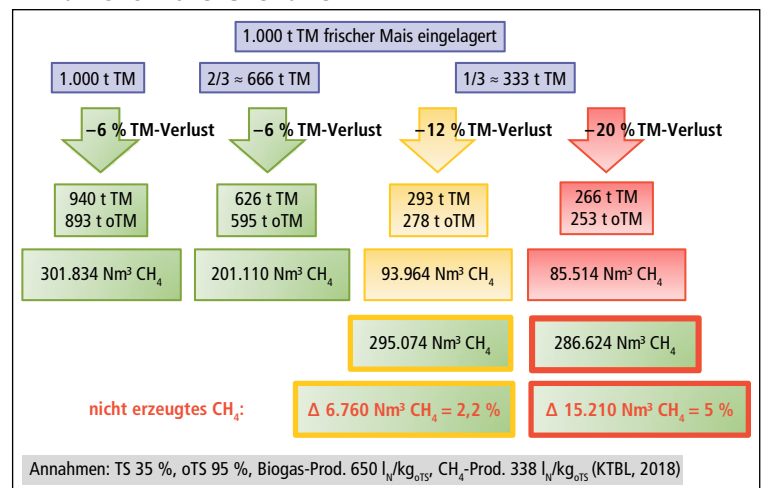 1.000 t TM frischer Mais eingelagert
1.000 t TM
2/3 ≈ 666 t TM
1/3 ≈ 333 t TM
–6 % TM-Verlust
–6 % TM-Verlust
–12 % TM-Verlust
–20 % TM-Verlust
940 t TM
893 t oTM
626 t TM
595 t oTM
293 t TM
278 t oTM
266 t TM
253 t oTM
301.834 Nm³ CH₄
201.110 Nm³ CH₄
93.964 Nm³ CH₄
85.514 Nm³ CH₄
295.074 Nm³ CH₄
286.624 Nm³ CH₄
nicht erzeugtes CH₄:
Δ 6.760 Nm³ CH₄ = 2,2 %
Δ 15.210 Nm³ CH₄ = 5 %
Annahmen: TS 35 %, oTS 95 %, Biogas-Prod. 650 l_N/kg_oTS, CH₄-Prod. 338 l_N/kg_oTS (KTBL, 2018)